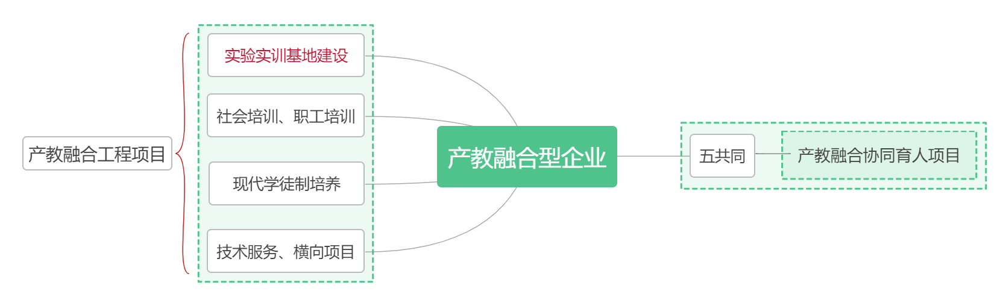 产教融合工程项目
实验实训基地建设
社会培训、职工培训
现代学徒制培养
技术服务、横向项目
产教融合型企业
五共同
产教融合协同育人项目